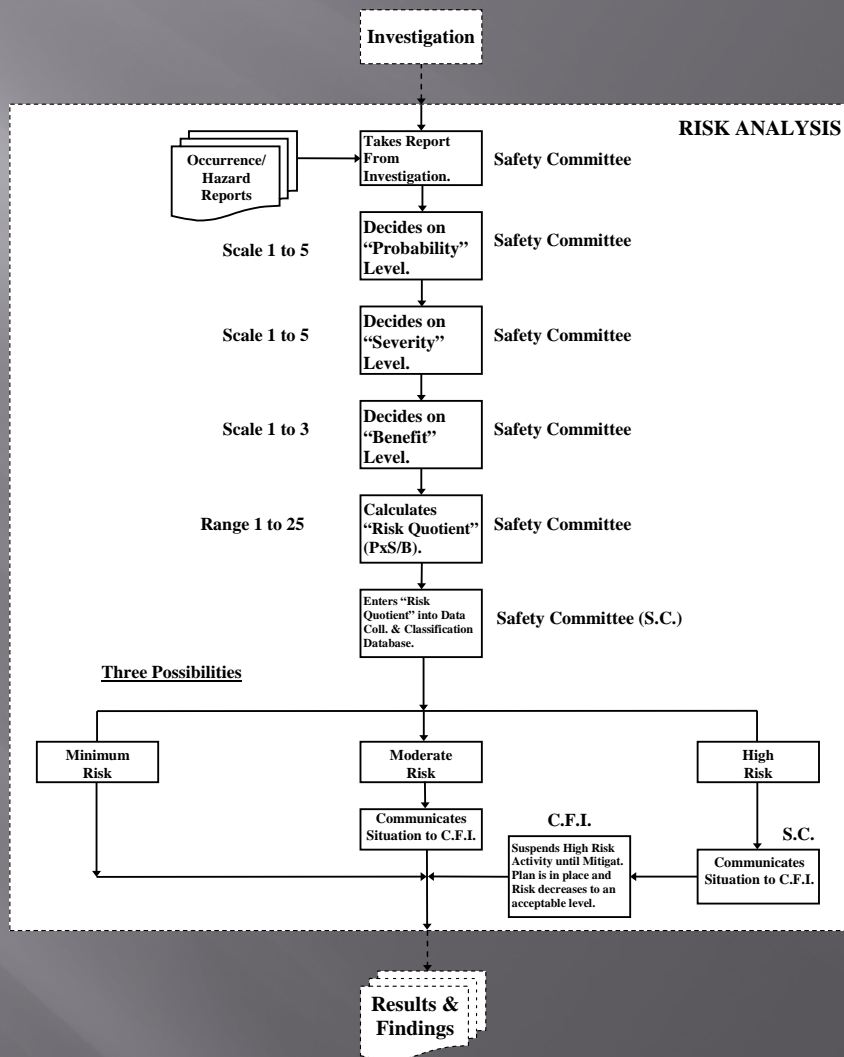 Investigation
RISK ANALYSIS
Occurrence/
Hazard
Reports
Takes Report
From
Investigation.
Safety Committee
Scale 1 to 5
Decides on
“Probability”
Level.
Safety Committee
Scale 1 to 5
Decides on
“Severity”
Level.
Safety Committee
Scale 1 to 3
Decides on
“Benefit”
Level.
Safety Committee
Range 1 to 25
Calculates
“Risk Quotient”
(PxS/B).
Safety Committee
Enters “Risk
Quotient” into Data
Coll. & Classification
Database.
Safety Committee (S.C.)
Three Possibilities
Minimum
Risk
Moderate
Risk
High
Risk
Communicates
Situation to C.F.I.
C.F.I.
Suspends High Risk
Activity until Mitigat.
Plan is in place and
Risk decreases to an
acceptable level.
S.C.
Communicates
Situation to C.F.I.
Results &
Findings